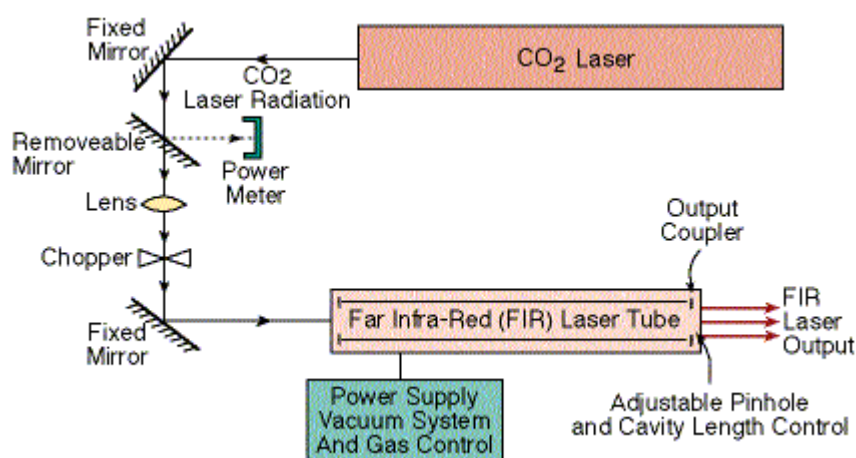 Fixed
Mirror
CO2 Laser
CO2
Laser Radiation
Removeable
Mirror
Power
Meter
Lens
Output
Coupler
Chopper
FIR
Laser
Output
Far Infra-Red (FIR) Laser Tube
Fixed
Mirror
Power Supply
Vacuum System
And Gas Control
Adjustable Pinhole
and Cavity Length Control